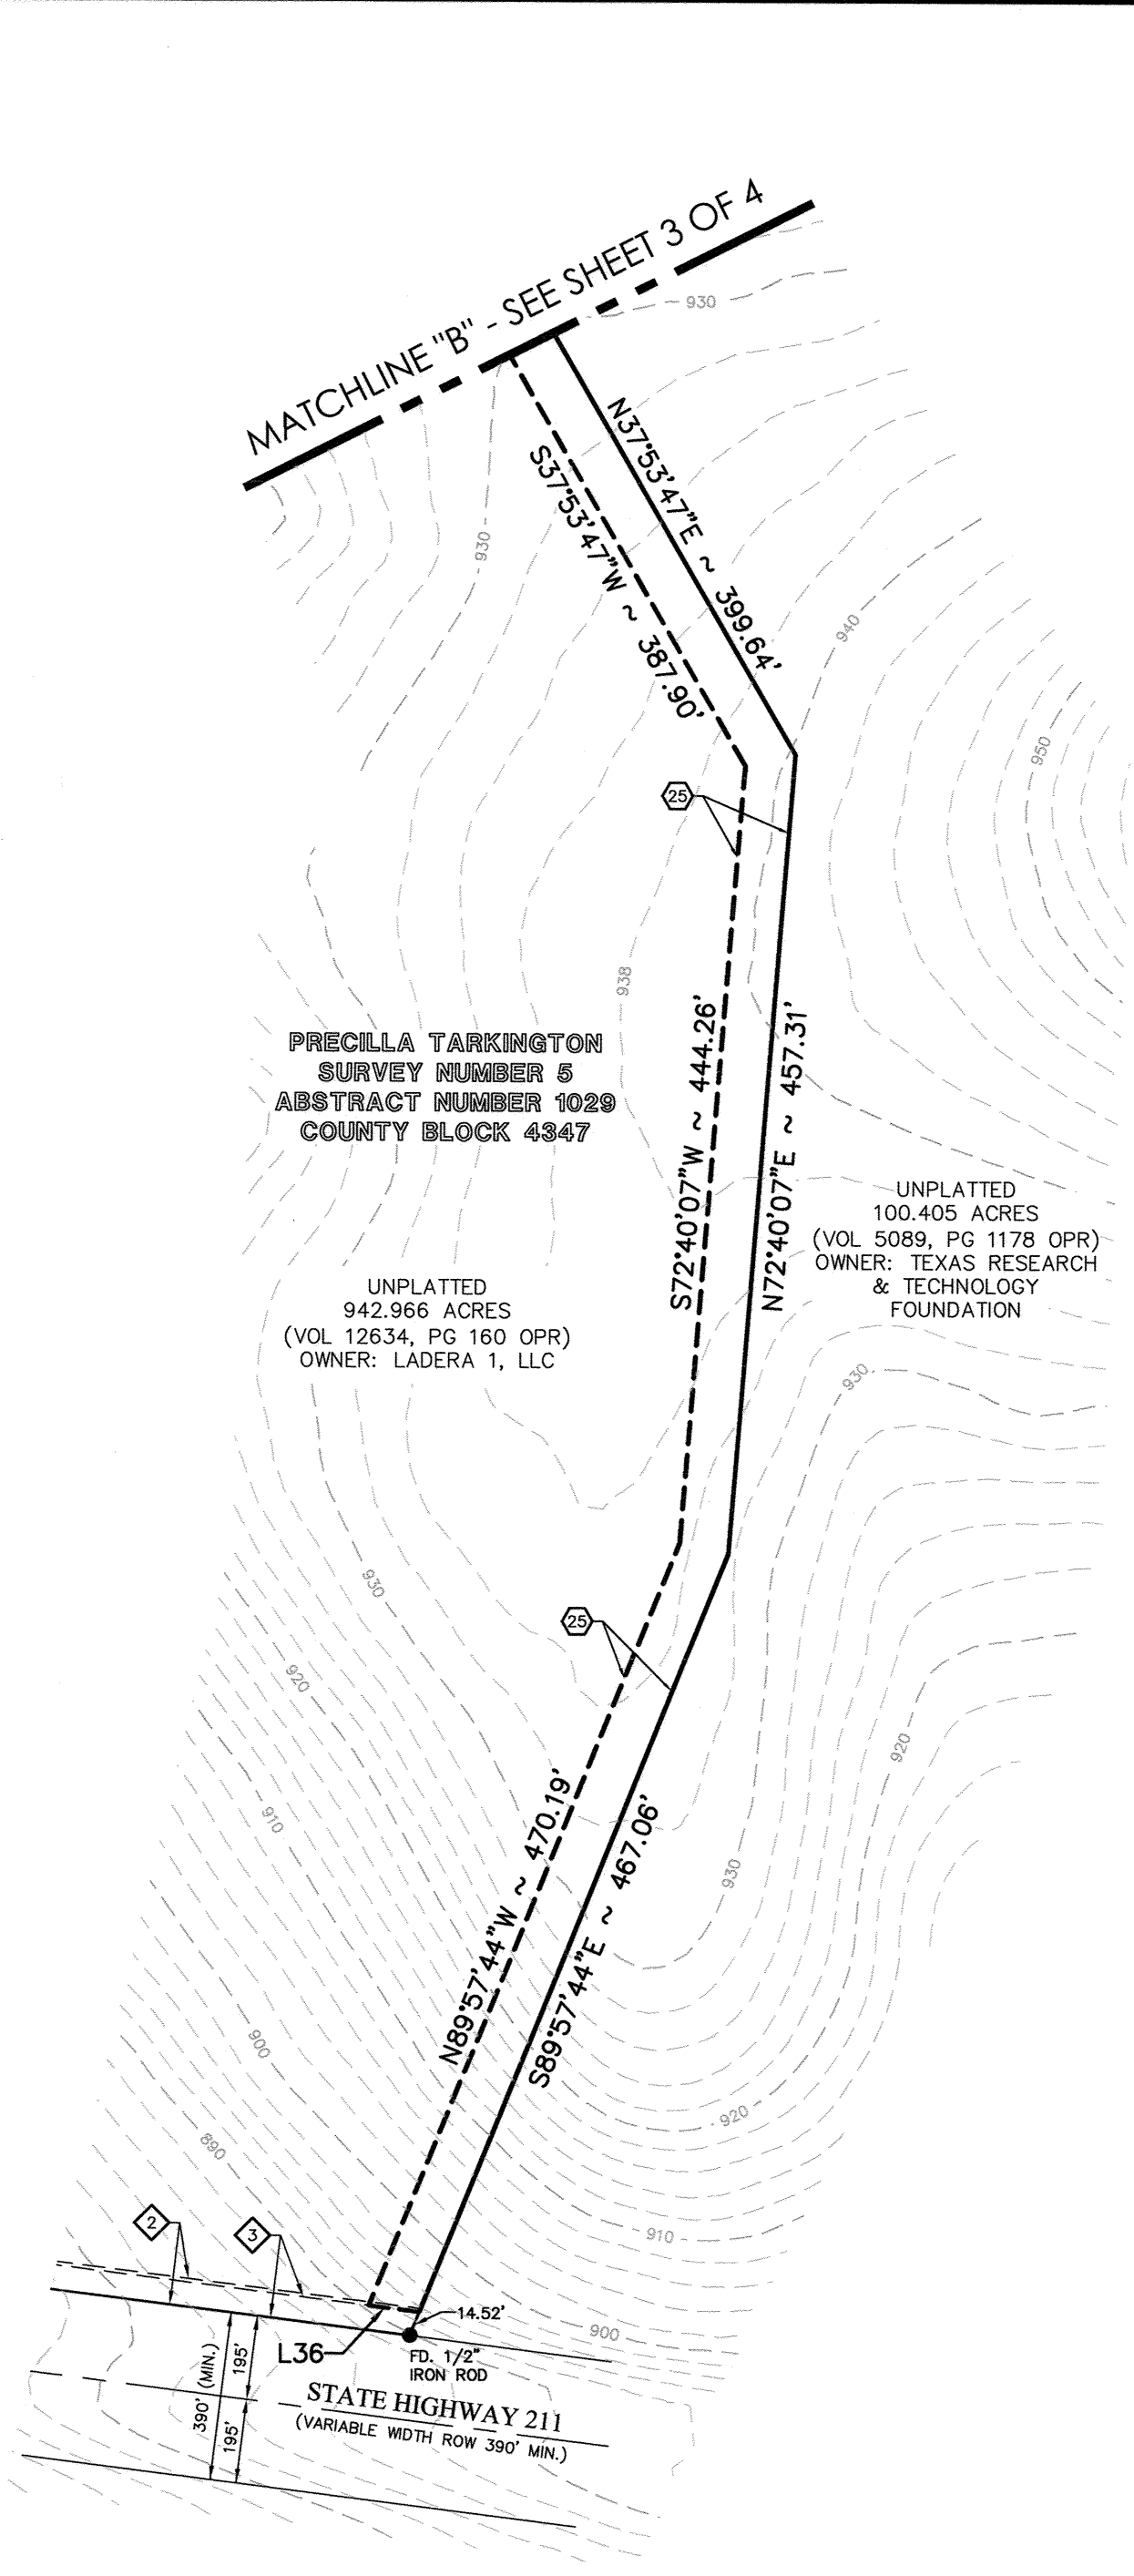 MATCHLINE "B" - SEE SHEET 3 OF 4
930
N37°53'47"E ~ 399.64'
S37°53'47"W ~ 387.90'
930
940
950
25
938
S72°40'07"W ~ 444.26'
N72°40'07"E ~ 457.31'
PRECILLA TARKINGTON
SURVEY NUMBER 5
ABSTRACT NUMBER 1029
COUNTY BLOCK 4347
UNPLATTED
100.405 ACRES
(VOL 5089, PG 1178 OPR)
OWNER: TEXAS RESEARCH
& TECHNOLOGY
FOUNDATION
UNPLATTED
942.966 ACRES
(VOL 12634, PG 160 OPR)
OWNER: LADERA 1, LLC
930
930
25
920
920
910
930
N89°57'44"W ~ 470.19'
S89°57'44"E ~ 467.06'
900
920
890
910
2
3
14.52'
900
L36
FD. 1/2"
IRON ROD
390' (MIN.)
195'
195'
STATE HIGHWAY 211
(VARIABLE WIDTH ROW 390' MIN.)